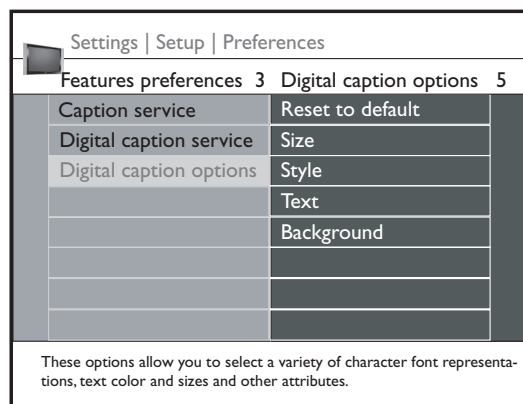 Settings | Setup | Preferences
Features preferences 3 Digital caption options 5
Caption service Reset to default
Digital caption service Size
Digital caption options Style
Text
Background
These options allow you to select a variety of character font representa-
tions, text color and sizes and other attributes.